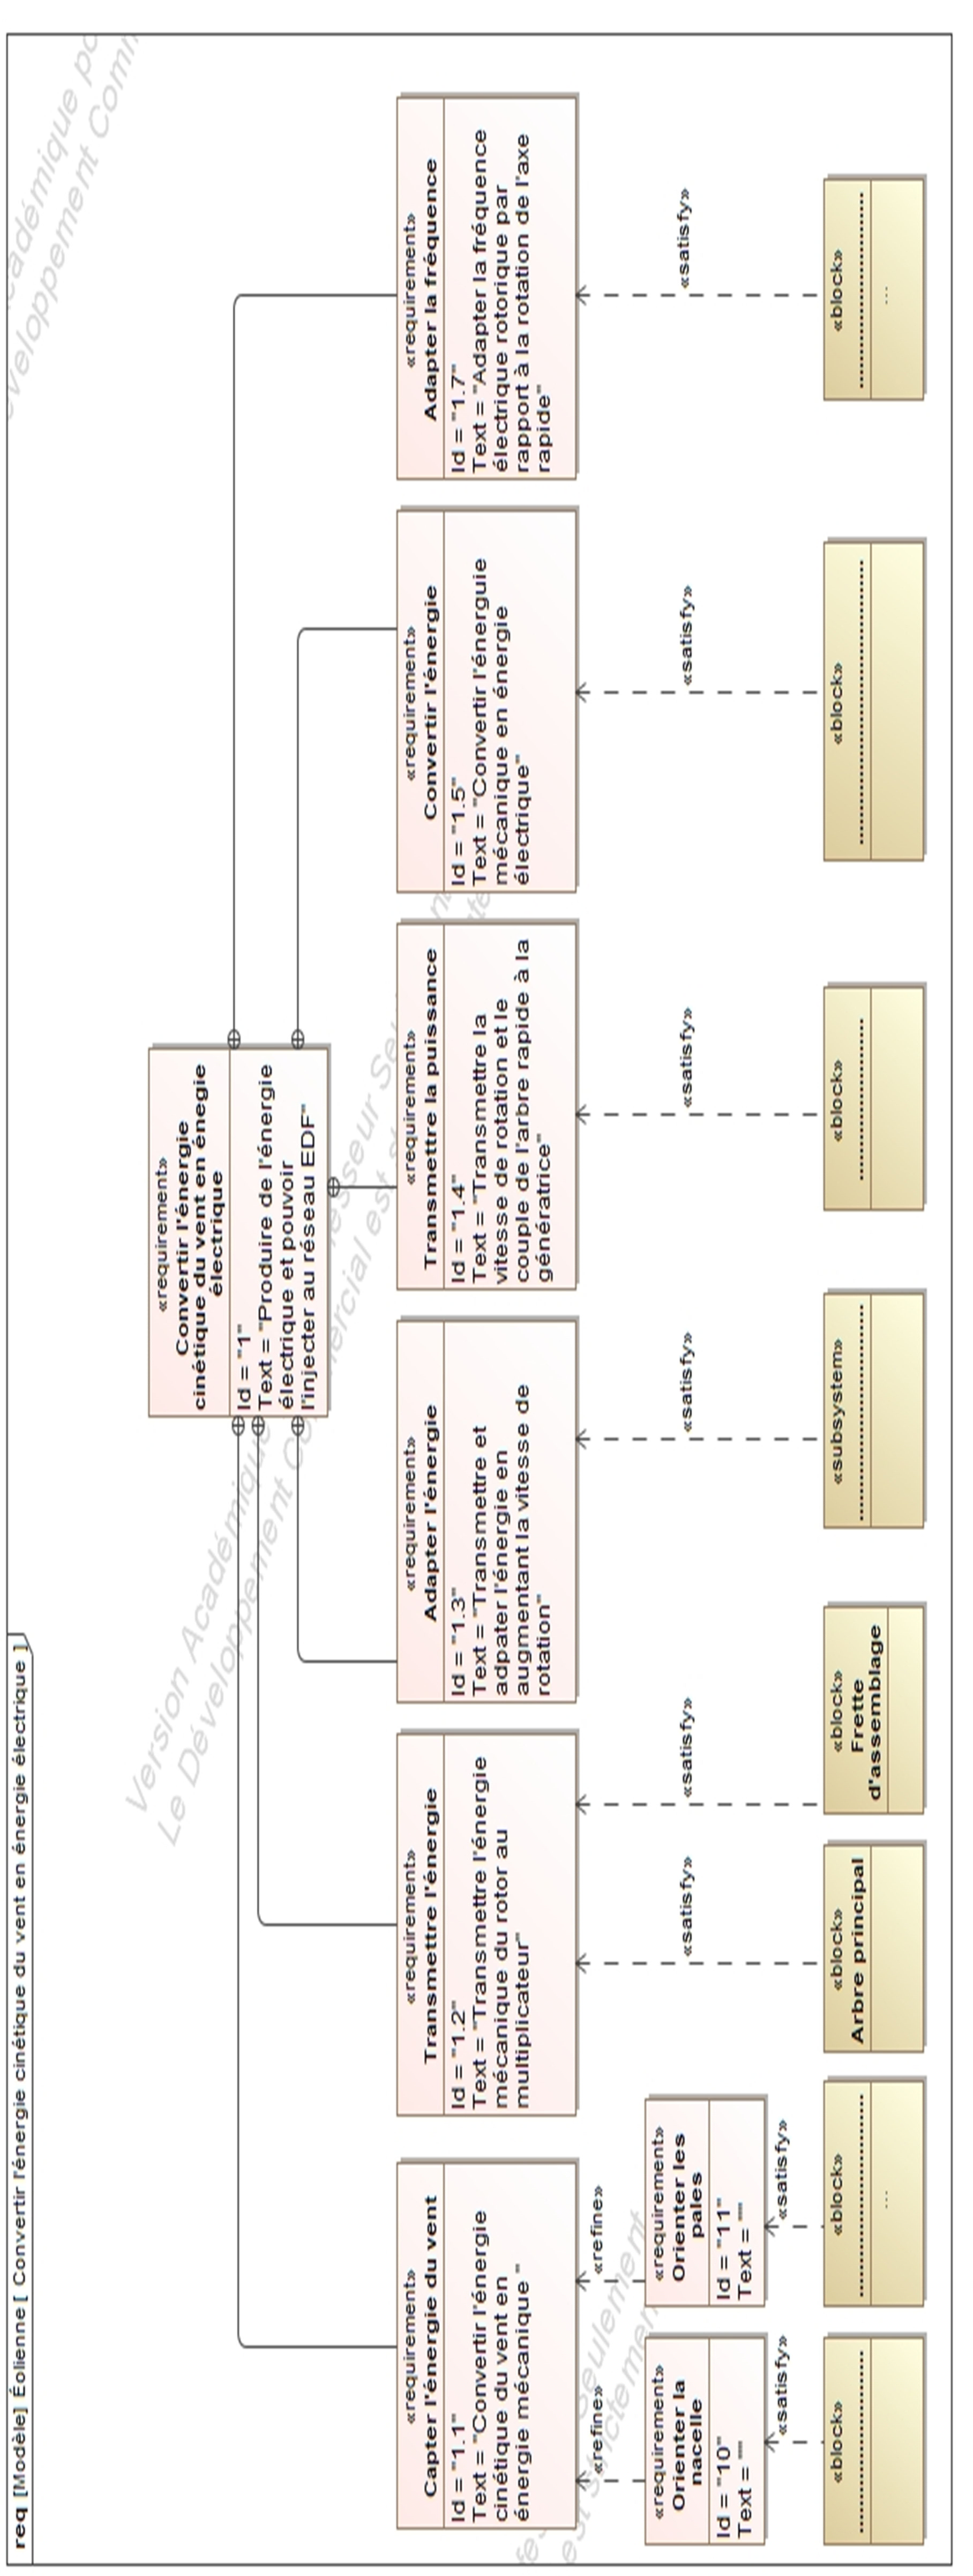 req [Modèle] Éolienne [ Convertir l'énergie cinétique du vent en énergie électrique ]
«requirement»
Convertir l'énergie
cinétique du vent en énegie
électrique
Id = "1"
Text = "Produire de l'énergie
électrique et pouvoir
l'injecter au réseau EDF"
«requirement»
Capter l'énergie du vent
Id = "1.1"
Text = "Convertir l'énergie
cinétique du vent en
énergie mécanique "
«requirement»
Transmettre l'énergie
Id = "1.2"
Text = "Transmettre l'énergie
mécanique du rotor au
multiplicateur"
«requirement»
Adapter l'énergie
Id = "1.3"
Text = "Transmettre et
adpater l'énergie en
augmentant la vitesse de
rotation"
«requirement»
Transmettre la puissance
Id = "1.4"
Text = "Transmettre la
vitesse de rotation et le
couple de l'arbre rapide à la
génératrice"
«requirement»
Convertir l'énergie
Id = "1.5"
Text = "Convertir l'énerguie
mécanique en énergie
électrique"
«requirement»
Adapter la fréquence
Id = "1.7"
Text = "Adapter la fréquence
électrique rotorique par
rapport à la rotation de l'axe
rapide"
«refine»
«refine»
«requirement»
Orienter la
nacelle
Id = "10"
Text = ""
«requirement»
Orienter les
pales
Id = "11"
Text = ""
«satisfy»
«satisfy»
«satisfy»
«satisfy»
«satisfy»
«satisfy»
«satisfy»
«satisfy»
«block»
«block»
...
«block»
Arbre principal
«block»
Frette
d'assemblage
«subsystem»
«block»
«block»
«block»
...
Version Académique
Le Développement